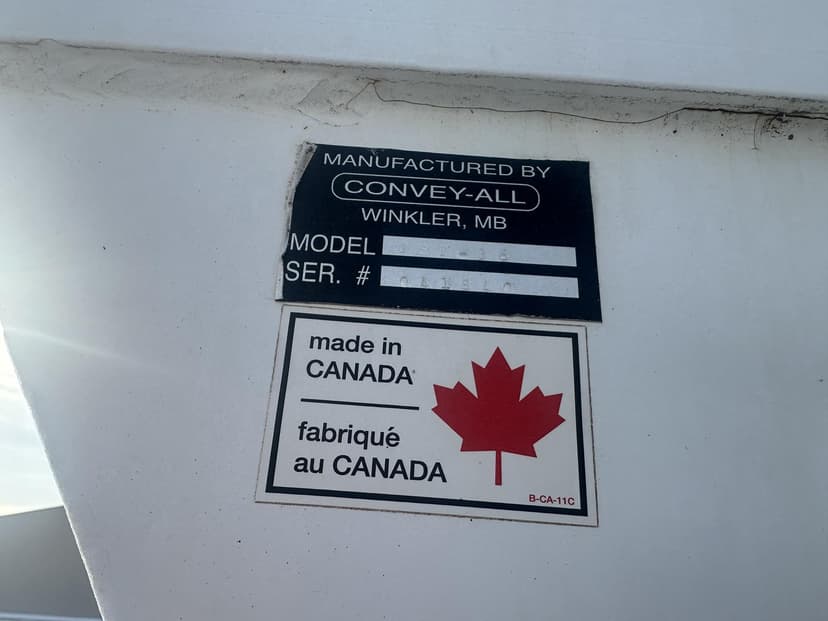 MANUFACTURED BY
CONVEY-ALL
WINKLER, MB
MODEL
SER. #
made in
CANADA
fabriqué
au CANADA
B-CA-11C